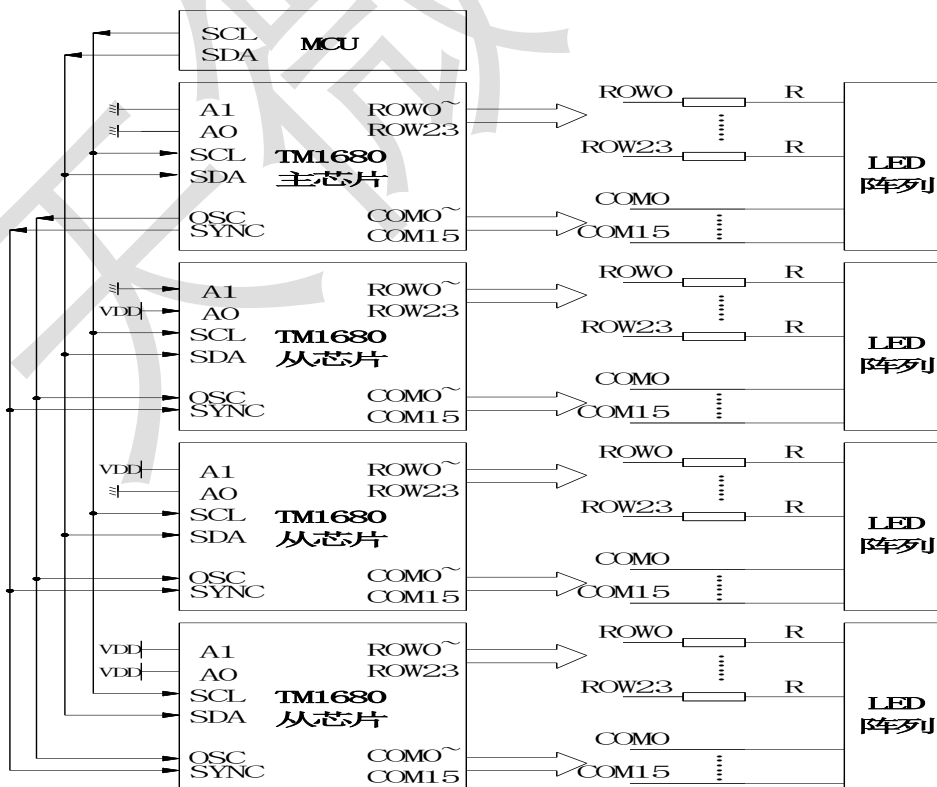 SCL
MCU
SDA
A1
ROW0~
A0
ROW23
SCL
TM1680
SDA
主芯片
OSC
COM0~
SYNC
COM15
ROW0
R
ROW23
R
COM0
COM15
LED
阵列
A1
ROW0~
VDD
A0
ROW23
SCL
TM1680
SDA
从芯片
OSC
COM0~
SYNC
COM15
ROW0
R
ROW23
R
COM0
COM15
LED
阵列
VDD
A1
ROW0~
A0
ROW23
SCL
TM1680
SDA
从芯片
OSC
COM0~
SYNC
COM15
ROW0
R
ROW23
R
COM0
COM15
LED
阵列
VDD
A1
ROW0~
VDD
A0
ROW23
SCL
TM1680
SDA
从芯片
OSC
COM0~
SYNC
COM15
ROW0
R
ROW23
R
COM0
COM15
LED
阵列
天微